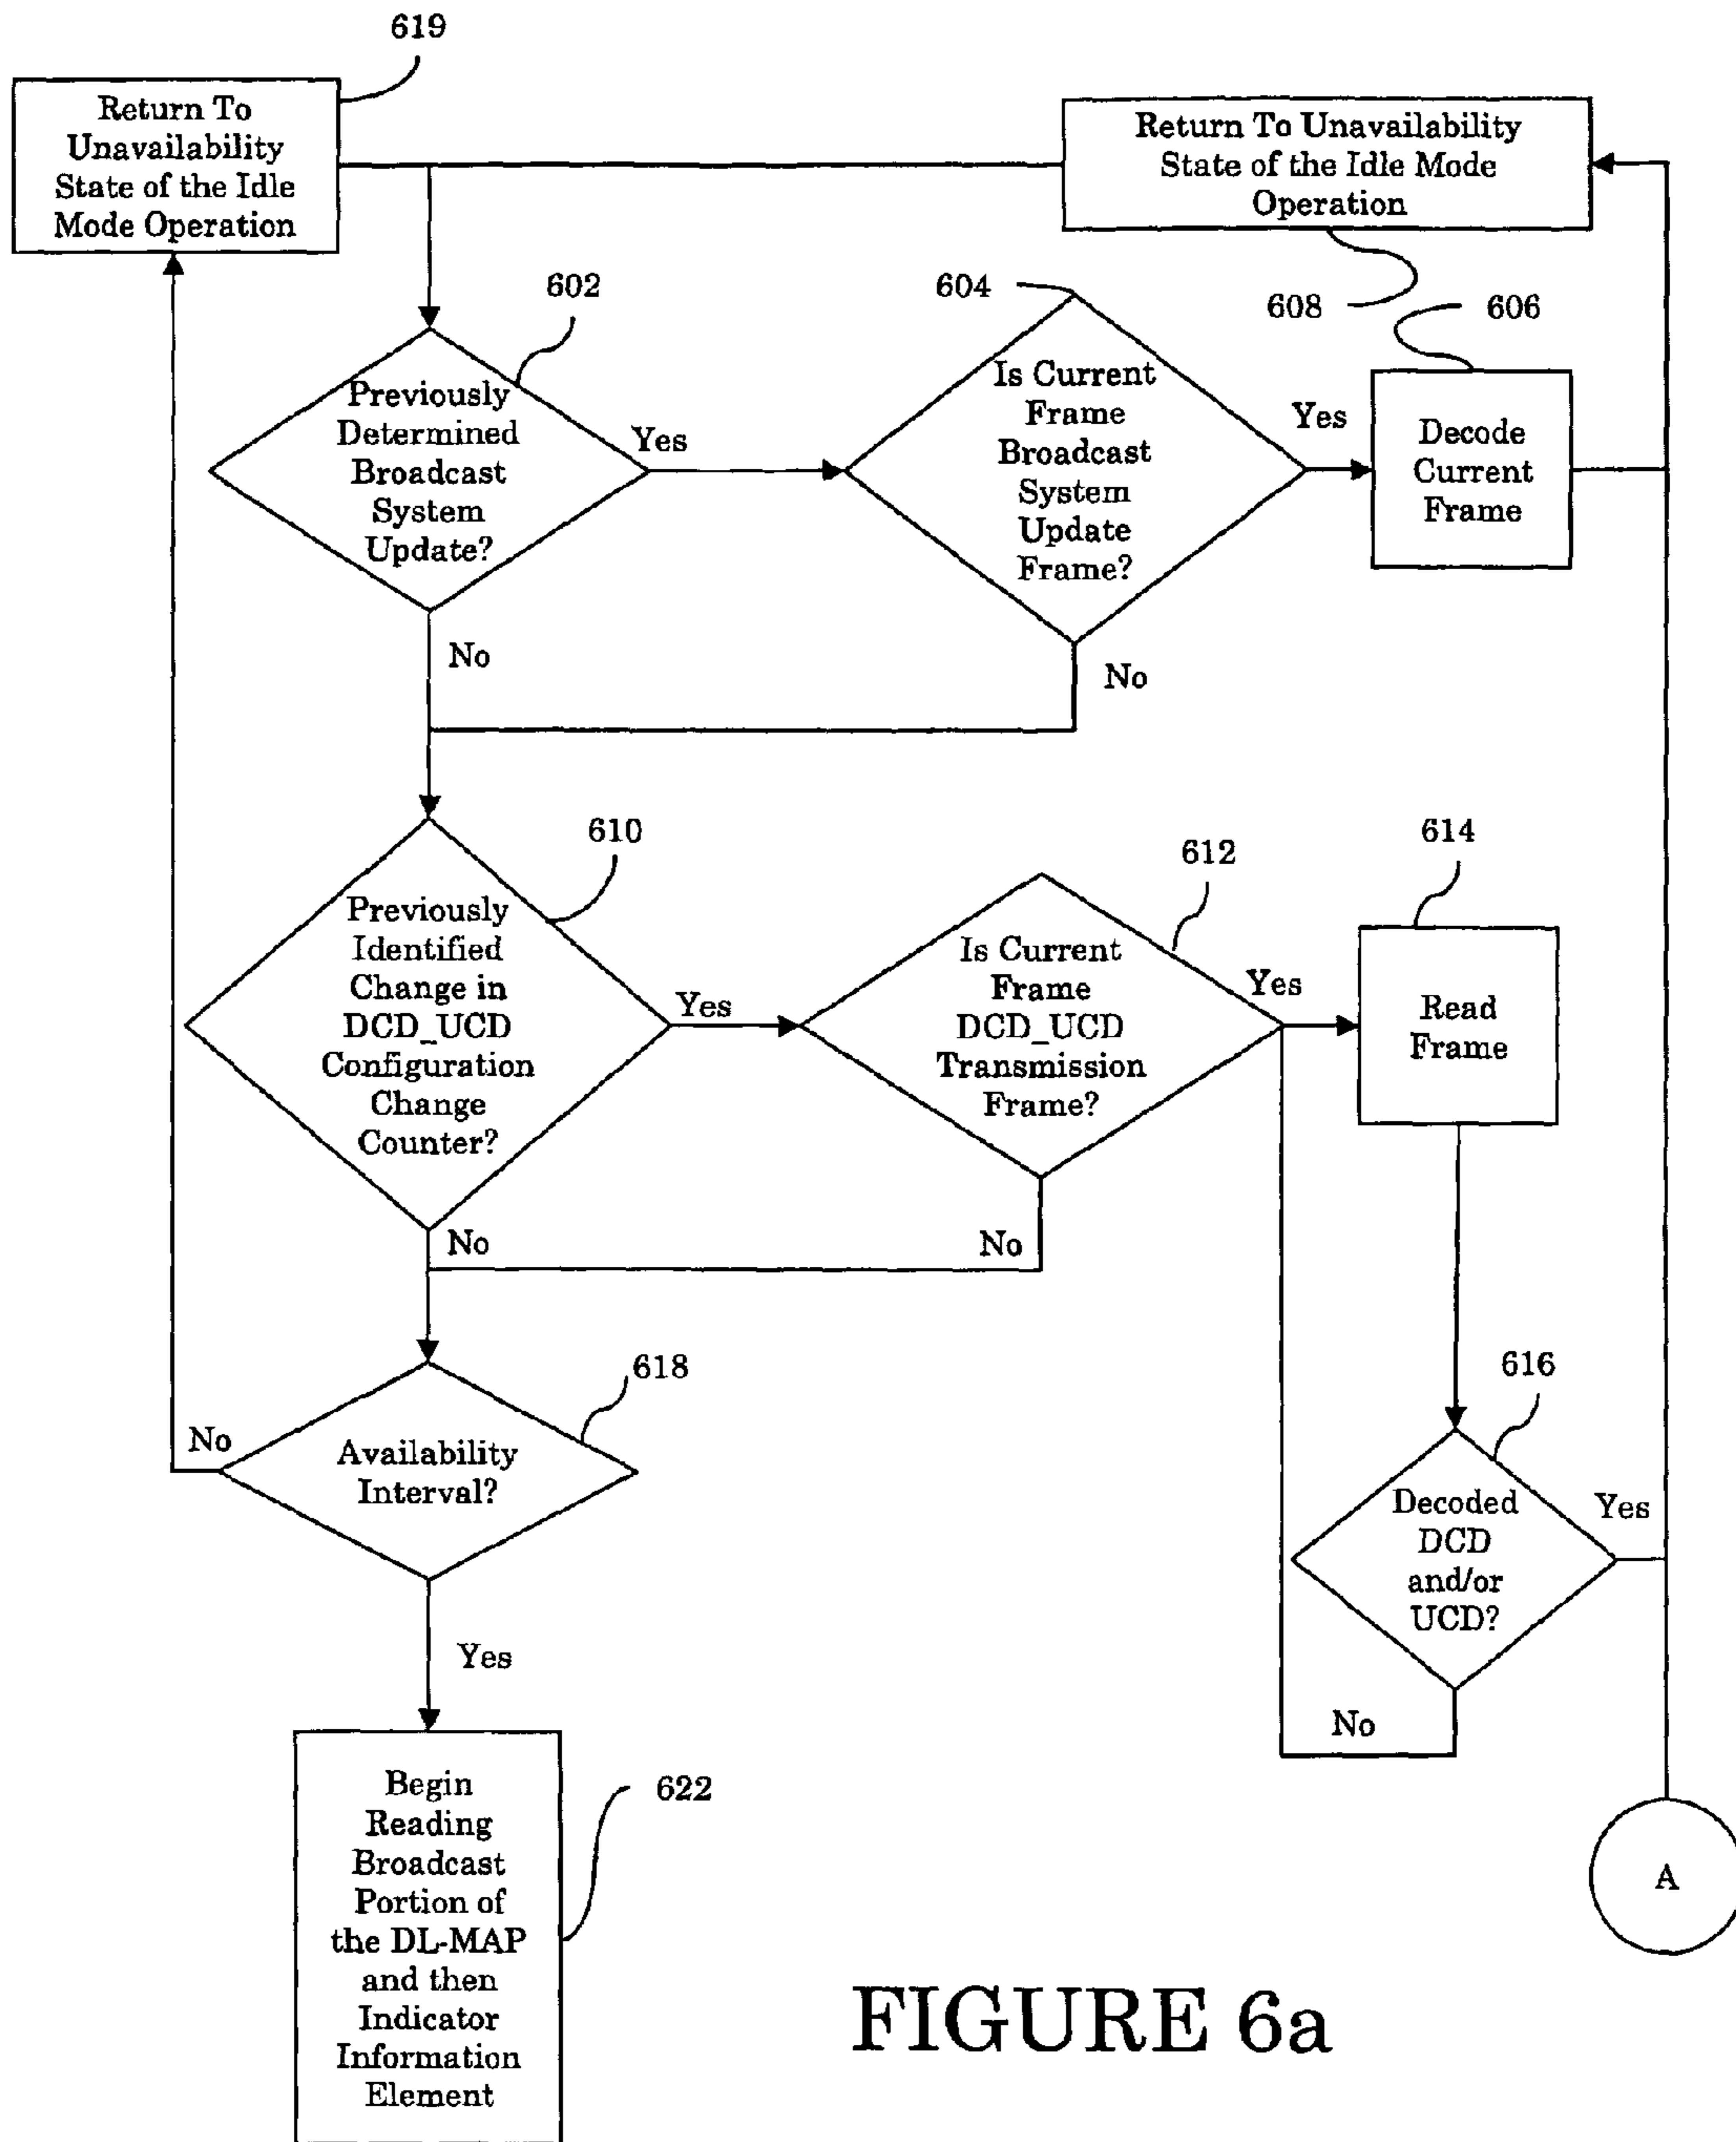 619
Return To
Unavailability
State of the Idle
Mode Operation
Return To Unavailability
State of the Idle Mode
Operation
608
606
602
604
Previously
Determined
Broadcast
System
Update?
Yes
No
Is Current
Frame
Broadcast
System
Update
Frame?
Yes
No
Decode
Current
Frame
610
612
614
Previously
Identified
Change in
DCD_UCD
Configuration
Change
Counter?
Yes
No
Is Current
Frame
DCD_UCD
Transmission
Frame?
Yes
No
Read
Frame
618
616
Availability
Interval?
No
Yes
Decoded
DCD
and/or
UCD?
Yes
No
622
Begin
Reading
Broadcast
Portion of
the DL-MAP
and then
Indicator
Information
Element
A
FIGURE 6a